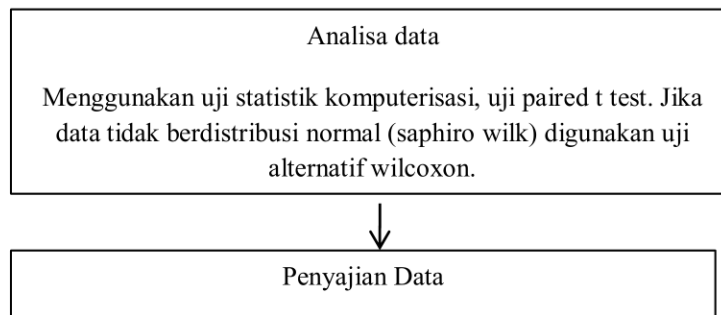 Analisa data
Menggunakan uji statistik komputerisasi, uji paired t test. Jika
data tidak berdistribusi normal (saphiro wilk) digunakan uji
alternatif wilcoxon.
Penyajian Data